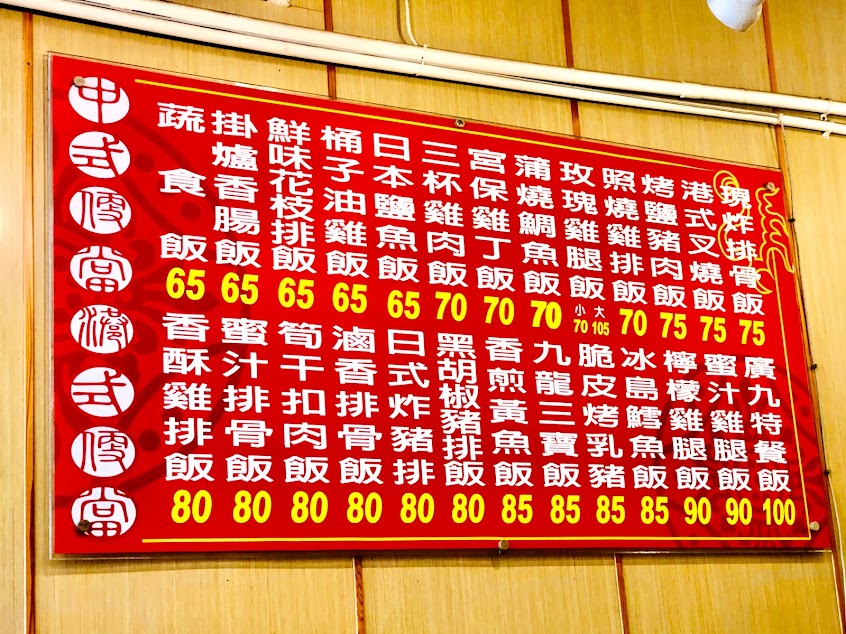 中式便當港式便當
現炸排骨飯 75
港式叉燒飯 75
烤鹽豬肉飯 75
照燒雞排飯 70
玫瑰雞腿飯 小70 大105
蒲燒鯛魚飯 70
宮保雞丁飯 70
三杯雞肉飯 70
日本鹽魚飯 65
桶子油雞飯 65
鮮味花枝排飯 65
掛爐香腸飯 65
蔬食飯 65
廣九特餐飯 100
蜜汁雞腿飯 90
檸檬雞腿飯 90
冰島鱈魚飯 85
脆皮烤乳豬 85
九龍三寶飯 85
香煎黃魚飯 85
黑胡椒豬排飯 80
日式炸豬排 80
滷香排骨飯 80
筍干扣肉飯 80
蜜汁排骨飯 80
香酥雞排飯 80